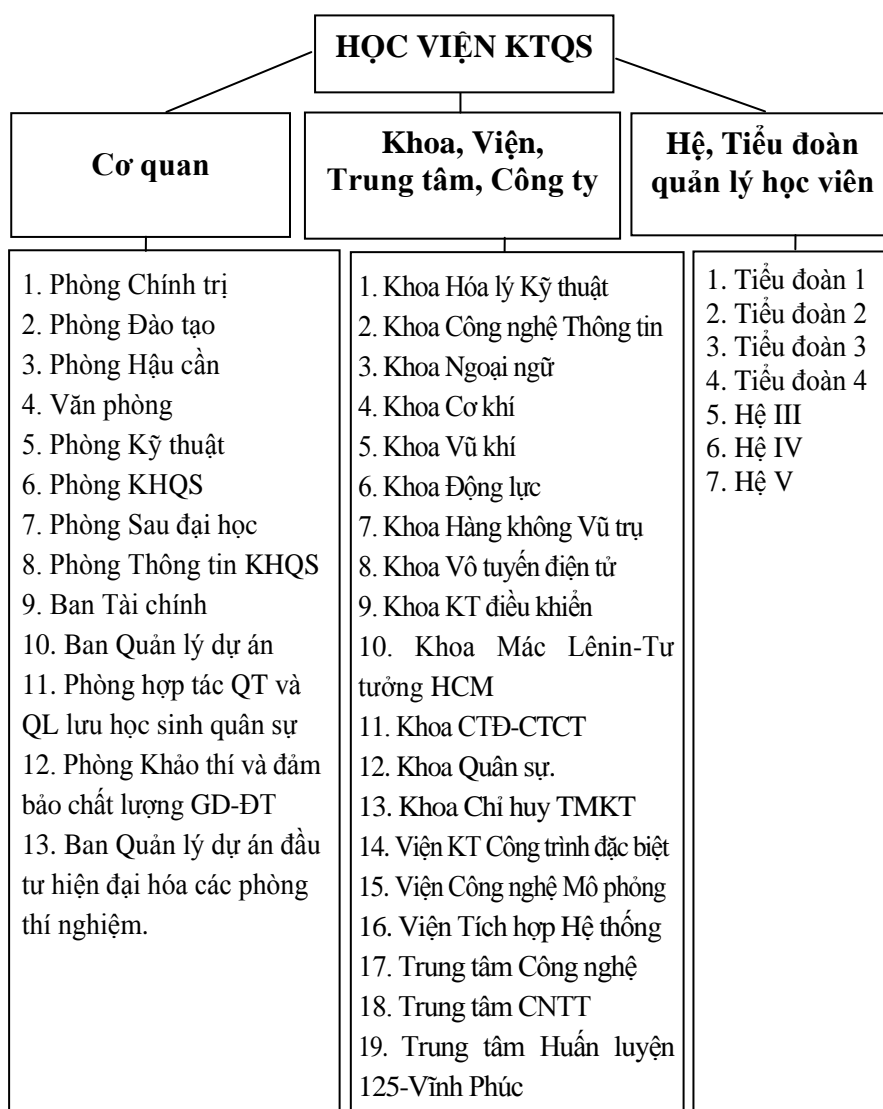 HỌC VIỆN KTQS
Cơ quan
Khoa, Viện,
Trung tâm, Công ty
Hệ, Tiểu đoàn
quản lý học viên
1. Phòng Chính trị
2. Phòng Đào tạo
3. Phòng Hậu cần
4. Văn phòng
5. Phòng Kỹ thuật
6. Phòng KHQS
7. Phòng Sau đại học
8. Phòng Thông tin KHQS
9. Ban Tài chính
10. Ban Quản lý dự án
11. Phòng hợp tác QT và
QL lưu học sinh quân sự
12. Phòng Khảo thí và đảm
bảo chất lượng GD-ĐT
13. Ban Quản lý dự án đầu
tư hiện đại hóa các phòng
thí nghiệm.
1. Khoa Hóa lý Kỹ thuật
2. Khoa Công nghệ Thông tin
3. Khoa Ngoại ngữ
4. Khoa Cơ khí
5. Khoa Vũ khí
6. Khoa Động lực
7. Khoa Hàng không Vũ trụ
8. Khoa Vô tuyến điện tử
9. Khoa KT điều khiển
10. Khoa Mác Lênin-Tư
tưởng HCM
11. Khoa CTĐ-CTCT
12. Khoa Quân sự.
13. Khoa Chỉ huy TMKT
14. Viện KT Công trình đặc biệt
15. Viện Công nghệ Mô phỏng
16. Viện Tích hợp Hệ thống
17. Trung tâm Công nghệ
18. Trung tâm CNTT
19. Trung tâm Huấn luyện
125-Vĩnh Phúc
1. Tiểu đoàn 1
2. Tiểu đoàn 2
3. Tiểu đoàn 3
4. Tiểu đoàn 4
5. Hệ III
6. Hệ IV
7. Hệ V